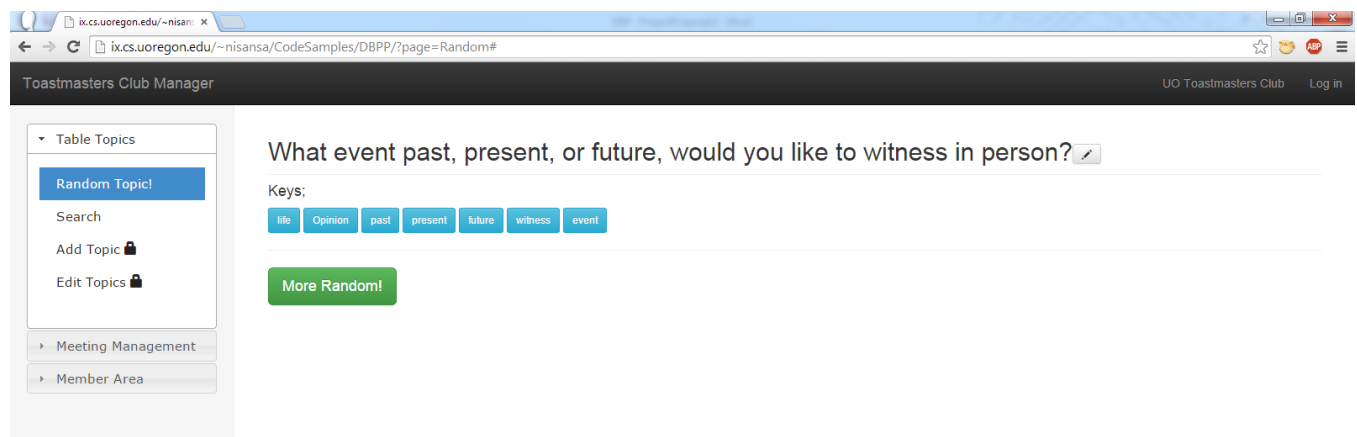 ix.cs.uoregon.edu/~nisan:
ix.cs.uoregon.edu/~nisansa/CodeSamples/DBPP/?page=Random#
ABP
Toastmasters Club Manager
UO Toastmasters Club
Log in
Table Topics
Random Topic!
Search
Add Topic
Edit Topics
Meeting Management
Member Area
What event past, present, or future, would you like to witness in person?
Keys;
life Opinion past present future witness event
More Random!